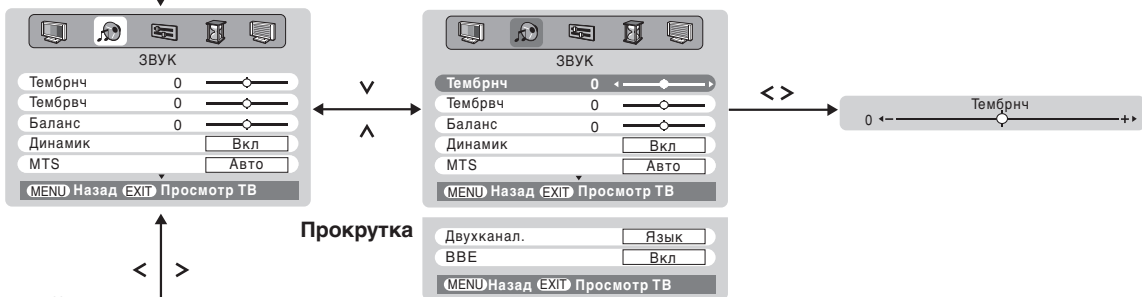 ЗВУК
Тембрнч 0
Тембрвч 0
Баланс 0
Динамик Вкл
MTS Авто
MENU Назад EXIT Просмотр ТВ
ЗВУК
Тембрнч 0
Тембрвч 0
Баланс 0
Динамик Вкл
MTS Авто
MENU Назад EXIT Просмотр ТВ
Тембрнч
0 - +
Прокрутка
Двухканал. Язык
BBE Вкл
MENU Назад EXIT Просмотр ТВ